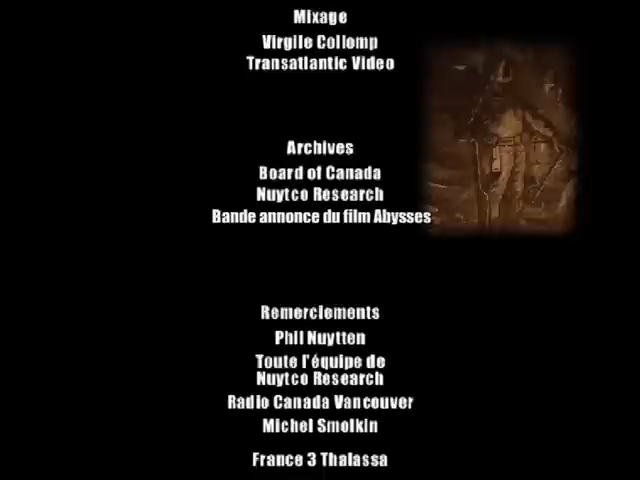 Mixage
Virgile Collomp
Transatlantic Video
Archives
Board of Canada
Nuytco Research
Bande annonce du film Abysses
Remerciements
Phil Nuytten
Toute l'équipe de
Nuytco Research
Radio Canada Vancouver
Michel Smolkin
France 3 Thalassa